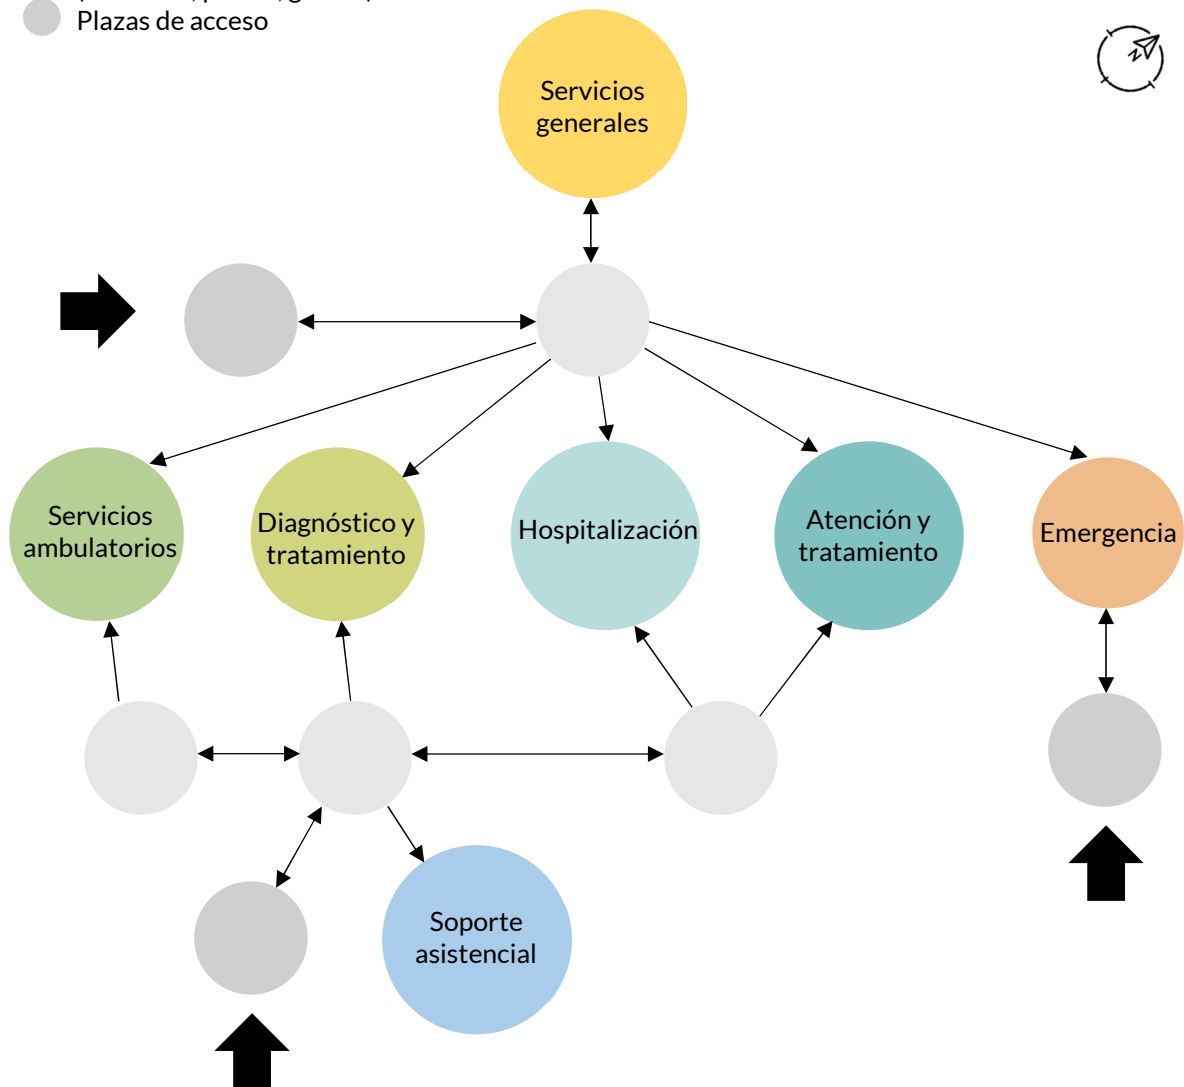 Plazas de acceso
Servicios
generales
Servicios
ambulatorios
Diagnóstico y
tratamiento
Hospitalización
Atención y
tratamiento
Emergencia
Soporte
asistencial
N